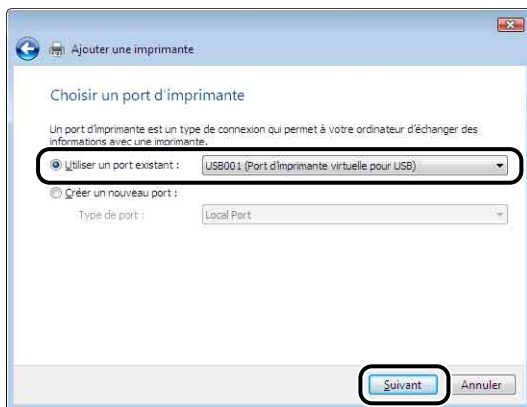 Ajouter une imprimante
Choisir un port d'imprimante
Un port d'imprimante est un type de connexion qui permet à votre ordinateur d'échanger des
informations avec une imprimante.
Utiliser un port existant : USB001 (Port d'imprimante virtuelle pour USB)
Créer un nouveau port :
Type de port : Local Port
Suivant Annuler